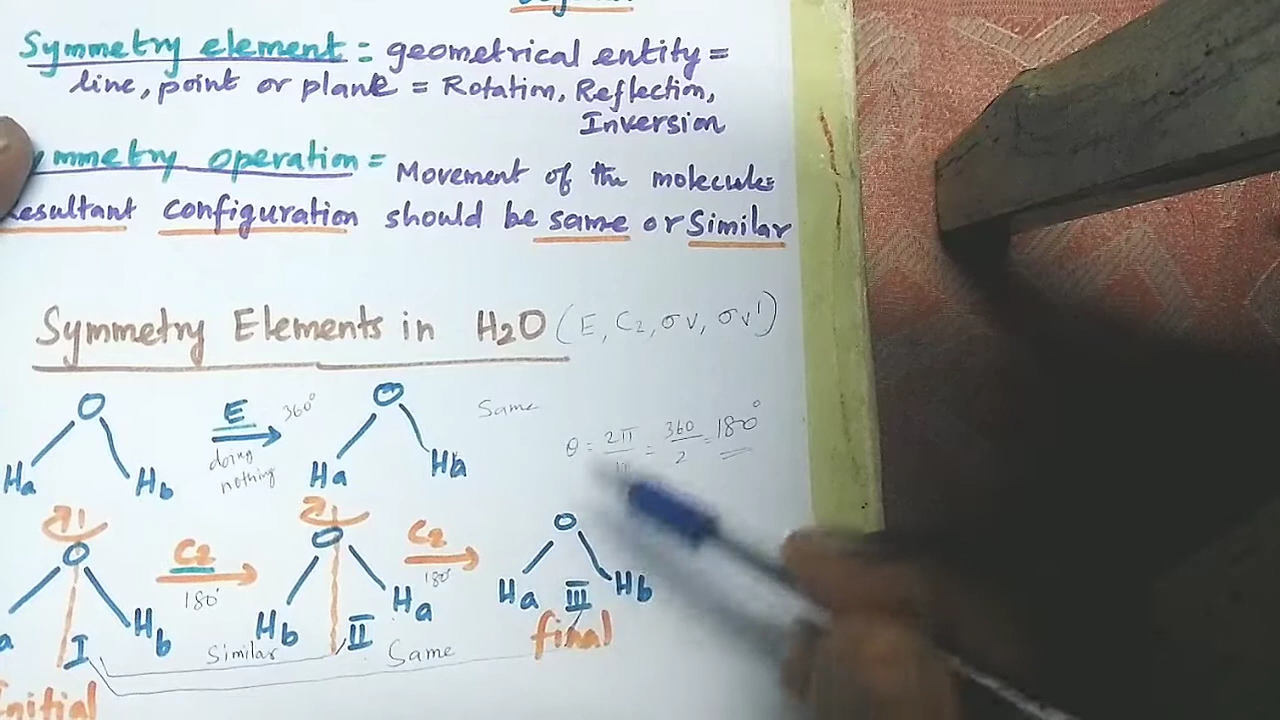 Symmetry element = geometrical entity =
line, point or plane = Rotation, Reflection,
Inversion
ymmetry operation = Movement of the molecule =
esultant configuration should be same or Similar
Symmetry Elements in H2O (E, C2, σv, σv')
O E 360° O Same
doing
nothing
Ha Hb Ha Hb
θ = 2π/n = 360/2 = 180°
O C2 180° O C2 180° O
a Hb Hb Ha Ha Hb
I Similar II Same III
Initial final